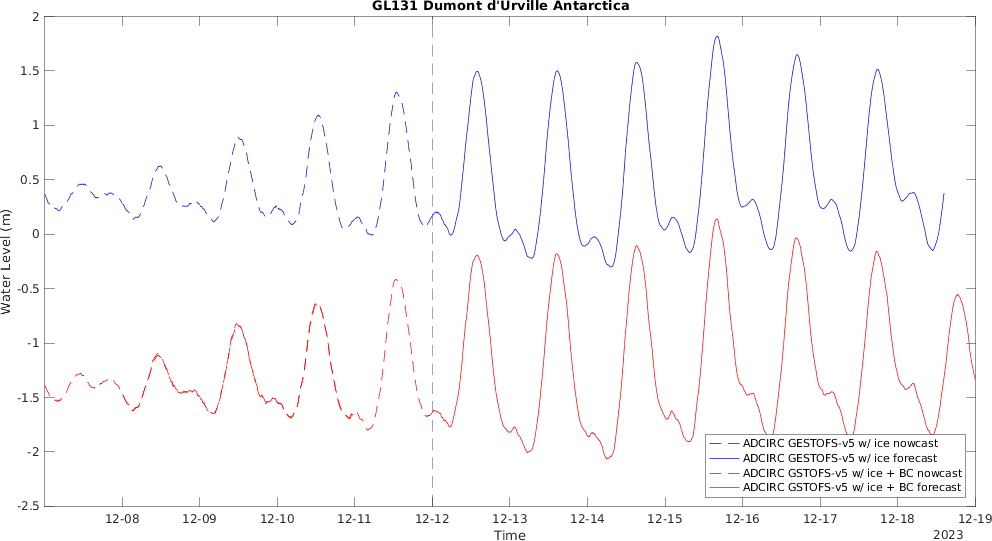 GL131 Dumont d'Urville Antarctica
2
1.5
1
0.5
0
-0.5
-1
-1.5
-2
-2.5
Water Level (m)
ADCIRC GESTOFS-v5 w/ ice nowcast
ADCIRC GESTOFS-v5 w/ ice forecast
ADCIRC GSTOFS-v5 w/ ice + BC nowcast
ADCIRC GSTOFS-v5 w/ ice + BC forecast
12-08 12-09 12-10 12-11 12-12 12-13 12-14 12-15 12-16 12-17 12-18 12-19
Time
2023